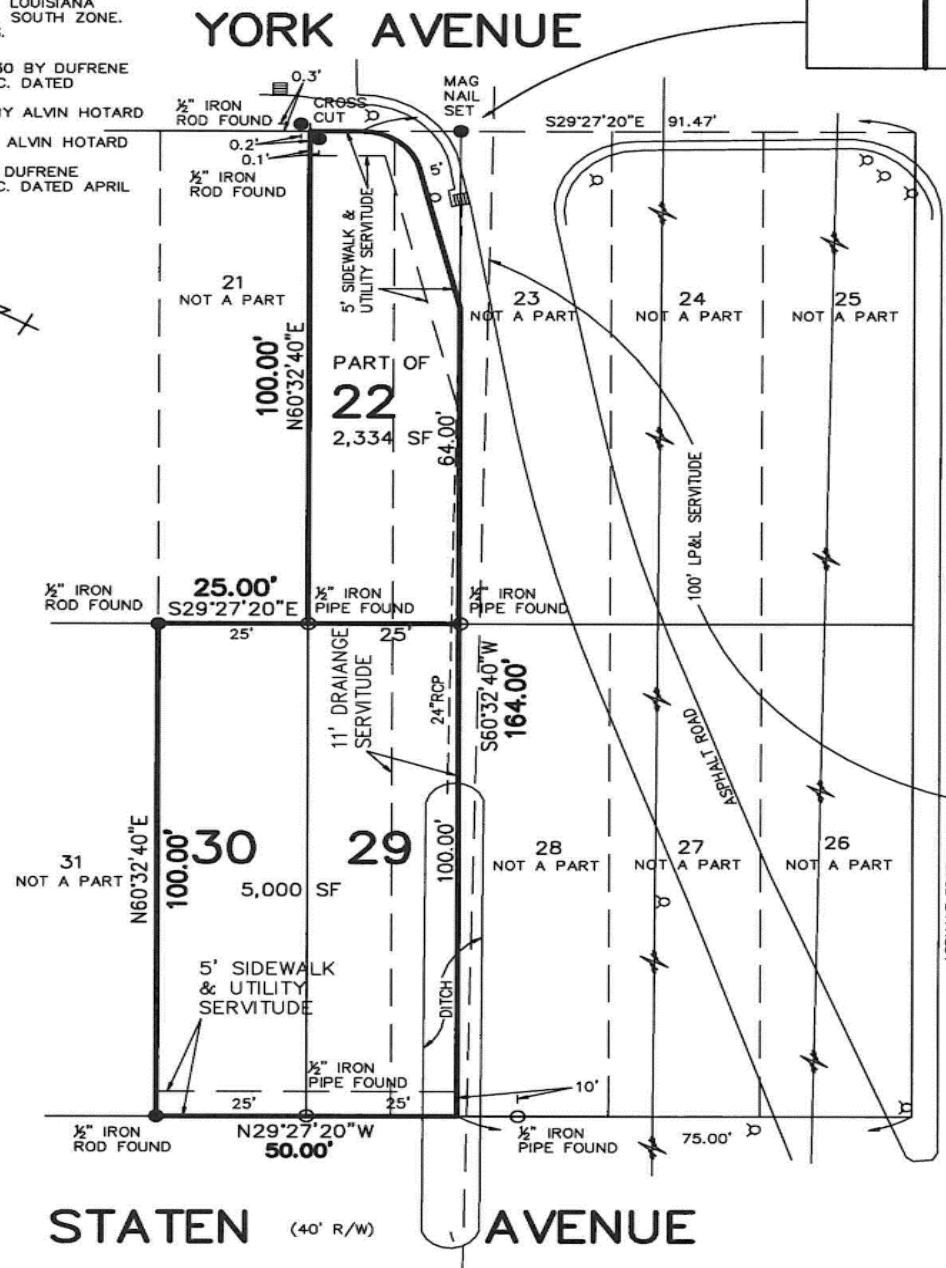 LOUISIANA
SOUTH ZONE.
30 BY DUFRENE
C. DATED
BY ALVIN HOTARD
ALVIN HOTARD
DUFRENE
C. DATED APRIL
YORK AVENUE
0.3'
½" IRON
ROD FOUND
CROSS
CUT
MAG
NAIL
SET
S29°27'20"E 91.47'
0.2'
0.1'
½" IRON
ROD FOUND
5'
5' SIDEWALK &
UTILITY SERVITUDE
N
21
NOT A PART
23
NOT A PART
24
NOT A PART
25
NOT A PART
100.00'
N60°32'40"E
PART OF
22
2,334 SF
64.00'
100' LP&L SERVITUDE
½" IRON
ROD FOUND
25.00'
S29°27'20"E
25'
½" IRON
PIPE FOUND
25'
½" IRON
PIPE FOUND
11' DRAIANGE
SERVITUDE
24"RCP
S60°32'40"W
164.00'
ASPHALT ROAD
31
NOT A PART
N60°32'40"E
100.00'
30
29
5,000 SF
100.00'
28
NOT A PART
27
NOT A PART
26
NOT A PART
5' SIDEWALK
& UTILITY
SERVITUDE
DITCH
½" IRON
PIPE FOUND
25'
25'
10'
½" IRON
ROD FOUND
N29°27'20"W
50.00'
½" IRON
PIPE FOUND
75.00'
STATEN (40' R/W) AVENUE